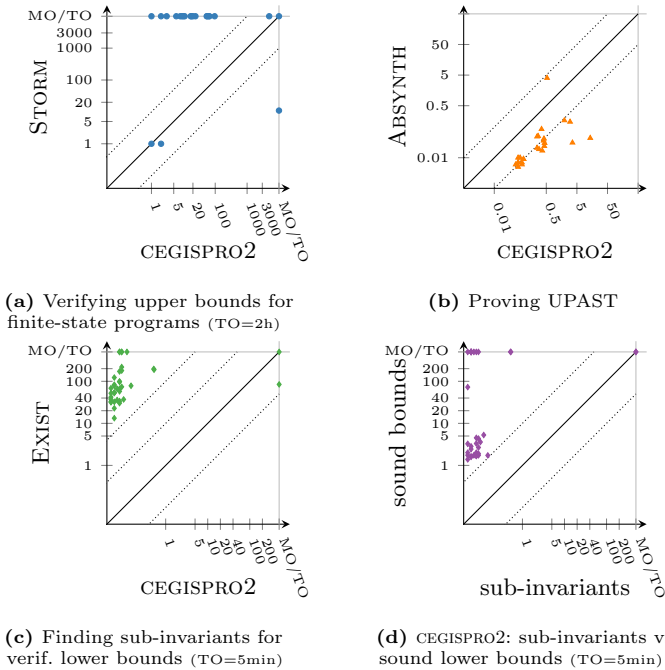 MO/TO
3000
1000
100
20
5
1
STORM
1 5 20 100 1000 3000 MO/TO
CEGISPRO2
(a) Verifying upper bounds for
finite-state programs (TO=2h)
50
5
0.5
0.01
ABSYNTH
0.01 0.5 5 50
CEGISPRO2
(b) Proving UPAST
MO/TO
200
100
40
20
10
5
1
EXIST
1 5 10 20 40 100 200 MO/TO
CEGISPRO2
(c) Finding sub-invariants for
verif. lower bounds (TO=5min)
MO/TO
200
100
40
20
10
5
1
sound bounds
1 5 10 20 40 100 200 MO/TO
sub-invariants
(d) CEGISPRO2: sub-invariants v
sound lower bounds (TO=5min)